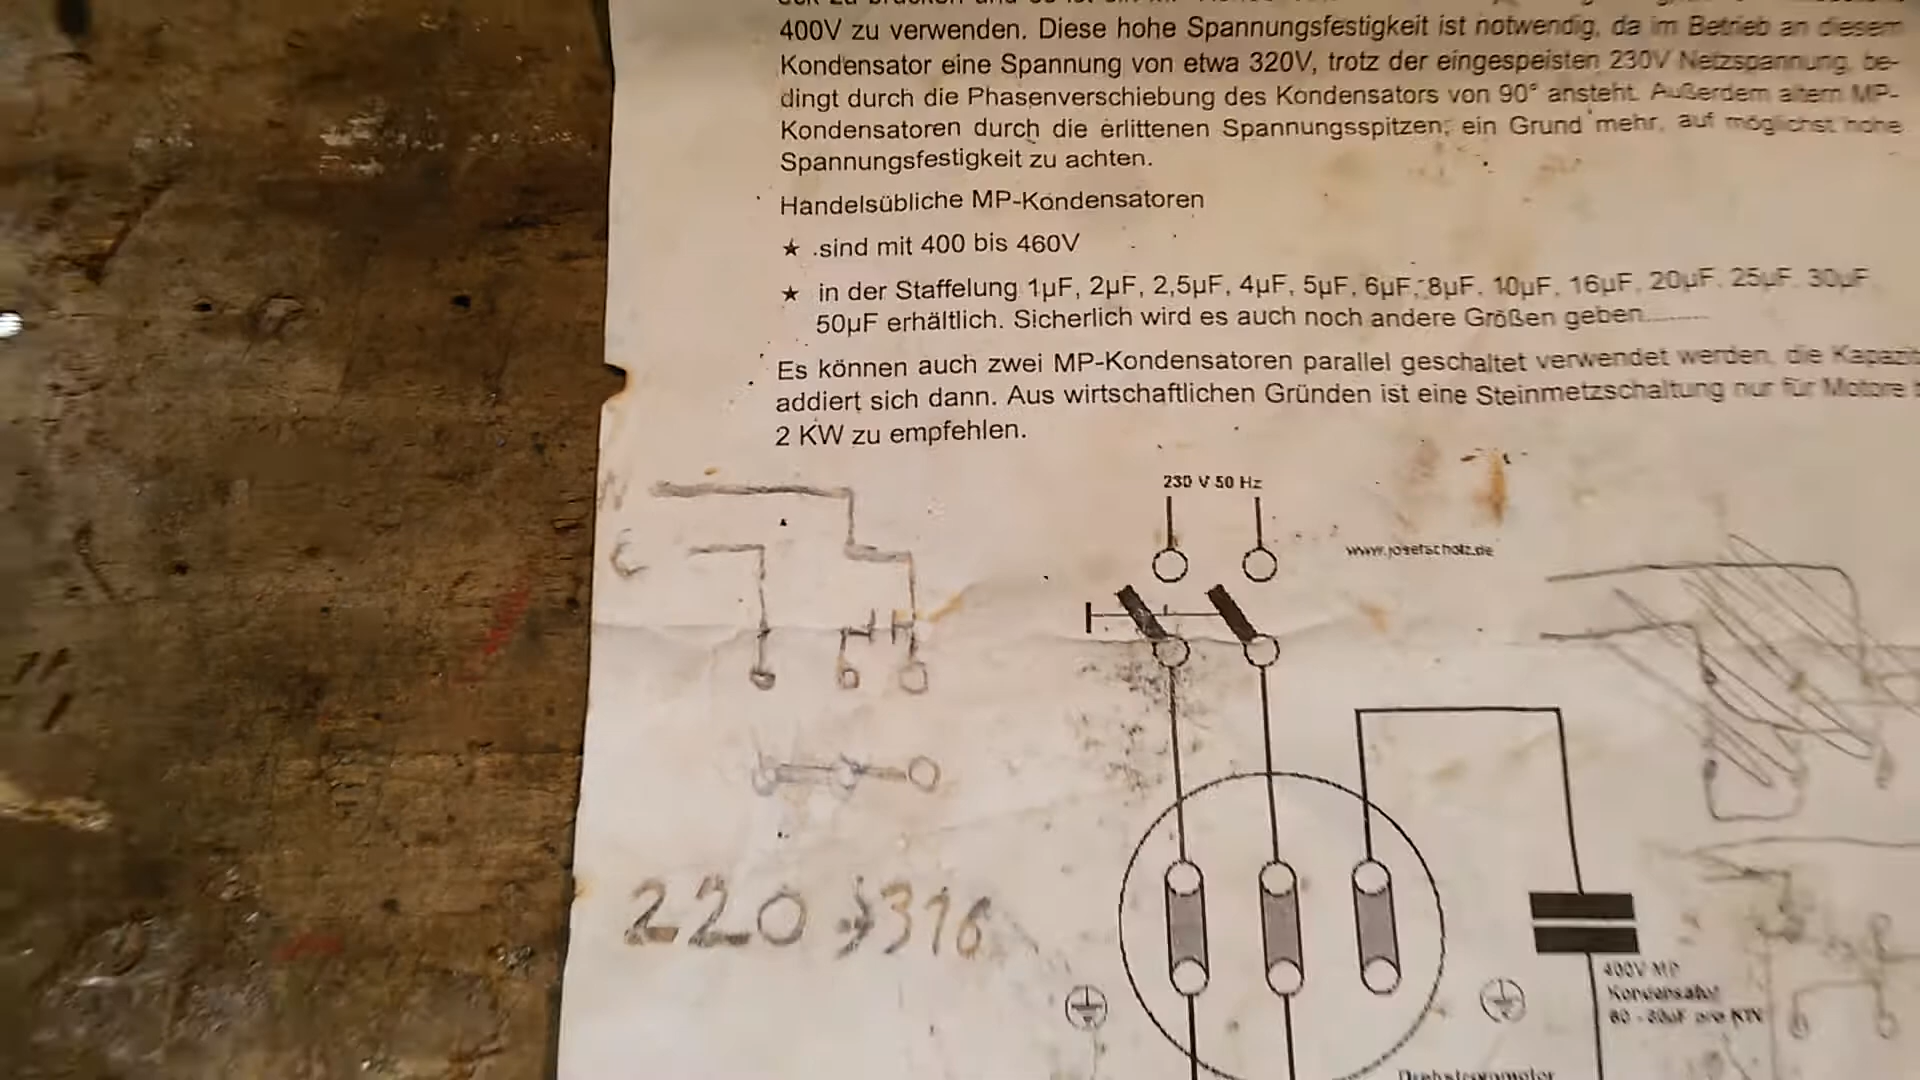 400V zu verwenden. Diese hohe Spannungsfestigkeit ist notwendig, da im Betrieb an diesem
Kondensator eine Spannung von etwa 320V, trotz der eingespeisten 230V Netzspannung, be-
dingt durch die Phasenverschiebung des Kondensators von 90° ansteht. Außerdem altern MP-
Kondensatoren durch die erlittenen Spannungsspitzen, ein Grund mehr, auf möglichst hohe
Spannungsfestigkeit zu achten.
Handelsübliche MP-Kondensatoren
★ sind mit 400 bis 460V
★ in der Staffelung 1µF, 2µF, 2,5µF, 4µF, 5µF, 6µF, 8µF, 10µF, 16µF, 20µF, 25µF, 30µF
50µF erhältlich. Sicherlich wird es auch noch andere Größen geben.........
Es können auch zwei MP-Kondensatoren parallel geschaltet verwendet werden, die Kapazit
addiert sich dann. Aus wirtschaftlichen Gründen ist eine Steinmetzschaltung nur für Motore
2 KW zu empfehlen.
230 V 50 Hz
www.josefscholz.de
N
220 → 316
400V MP
Kondensator
pro KW
Drehstrommotor